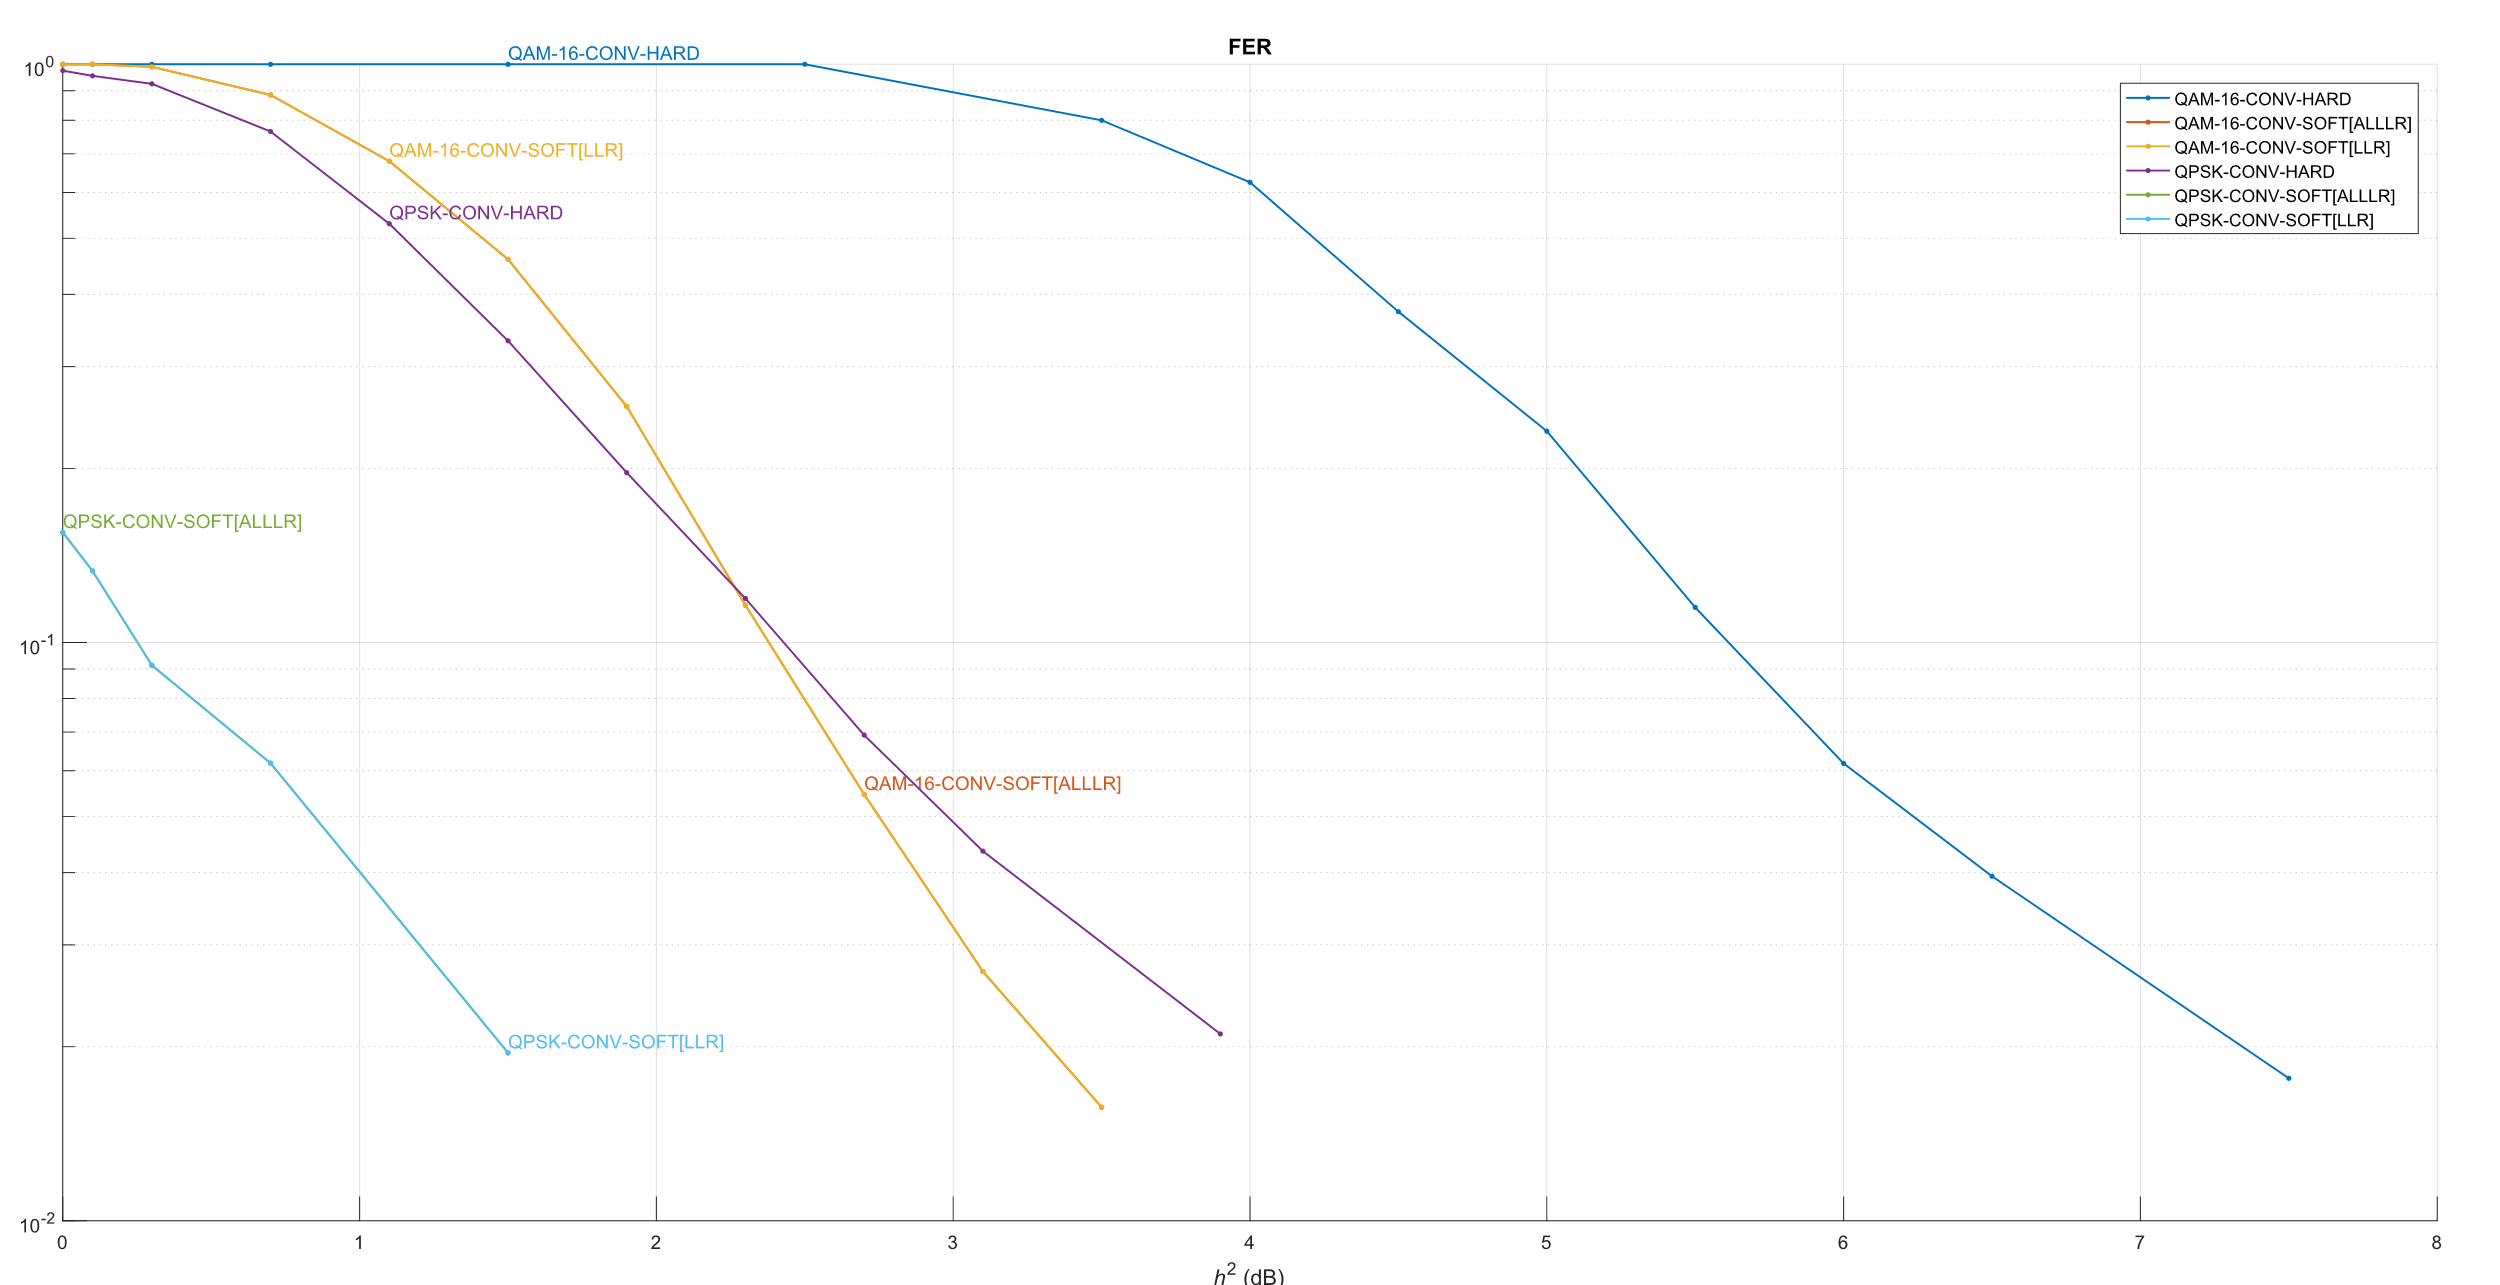 FER
10^0
QAM-16-CONV-HARD
QAM-16-CONV-HARD
QAM-16-CONV-SOFT[ALLLR]
QAM-16-CONV-SOFT[LLR]
QPSK-CONV-HARD
QPSK-CONV-SOFT[ALLLR]
QPSK-CONV-SOFT[LLR]
QAM-16-CONV-SOFT[LLR]
QPSK-CONV-HARD
QPSK-CONV-SOFT[ALLLR]
10^-1
QAM-16-CONV-SOFT[ALLLR]
QPSK-CONV-SOFT[LLR]
10^-2
0 1 2 3 4 5 6 7 8
h^2 (dB)